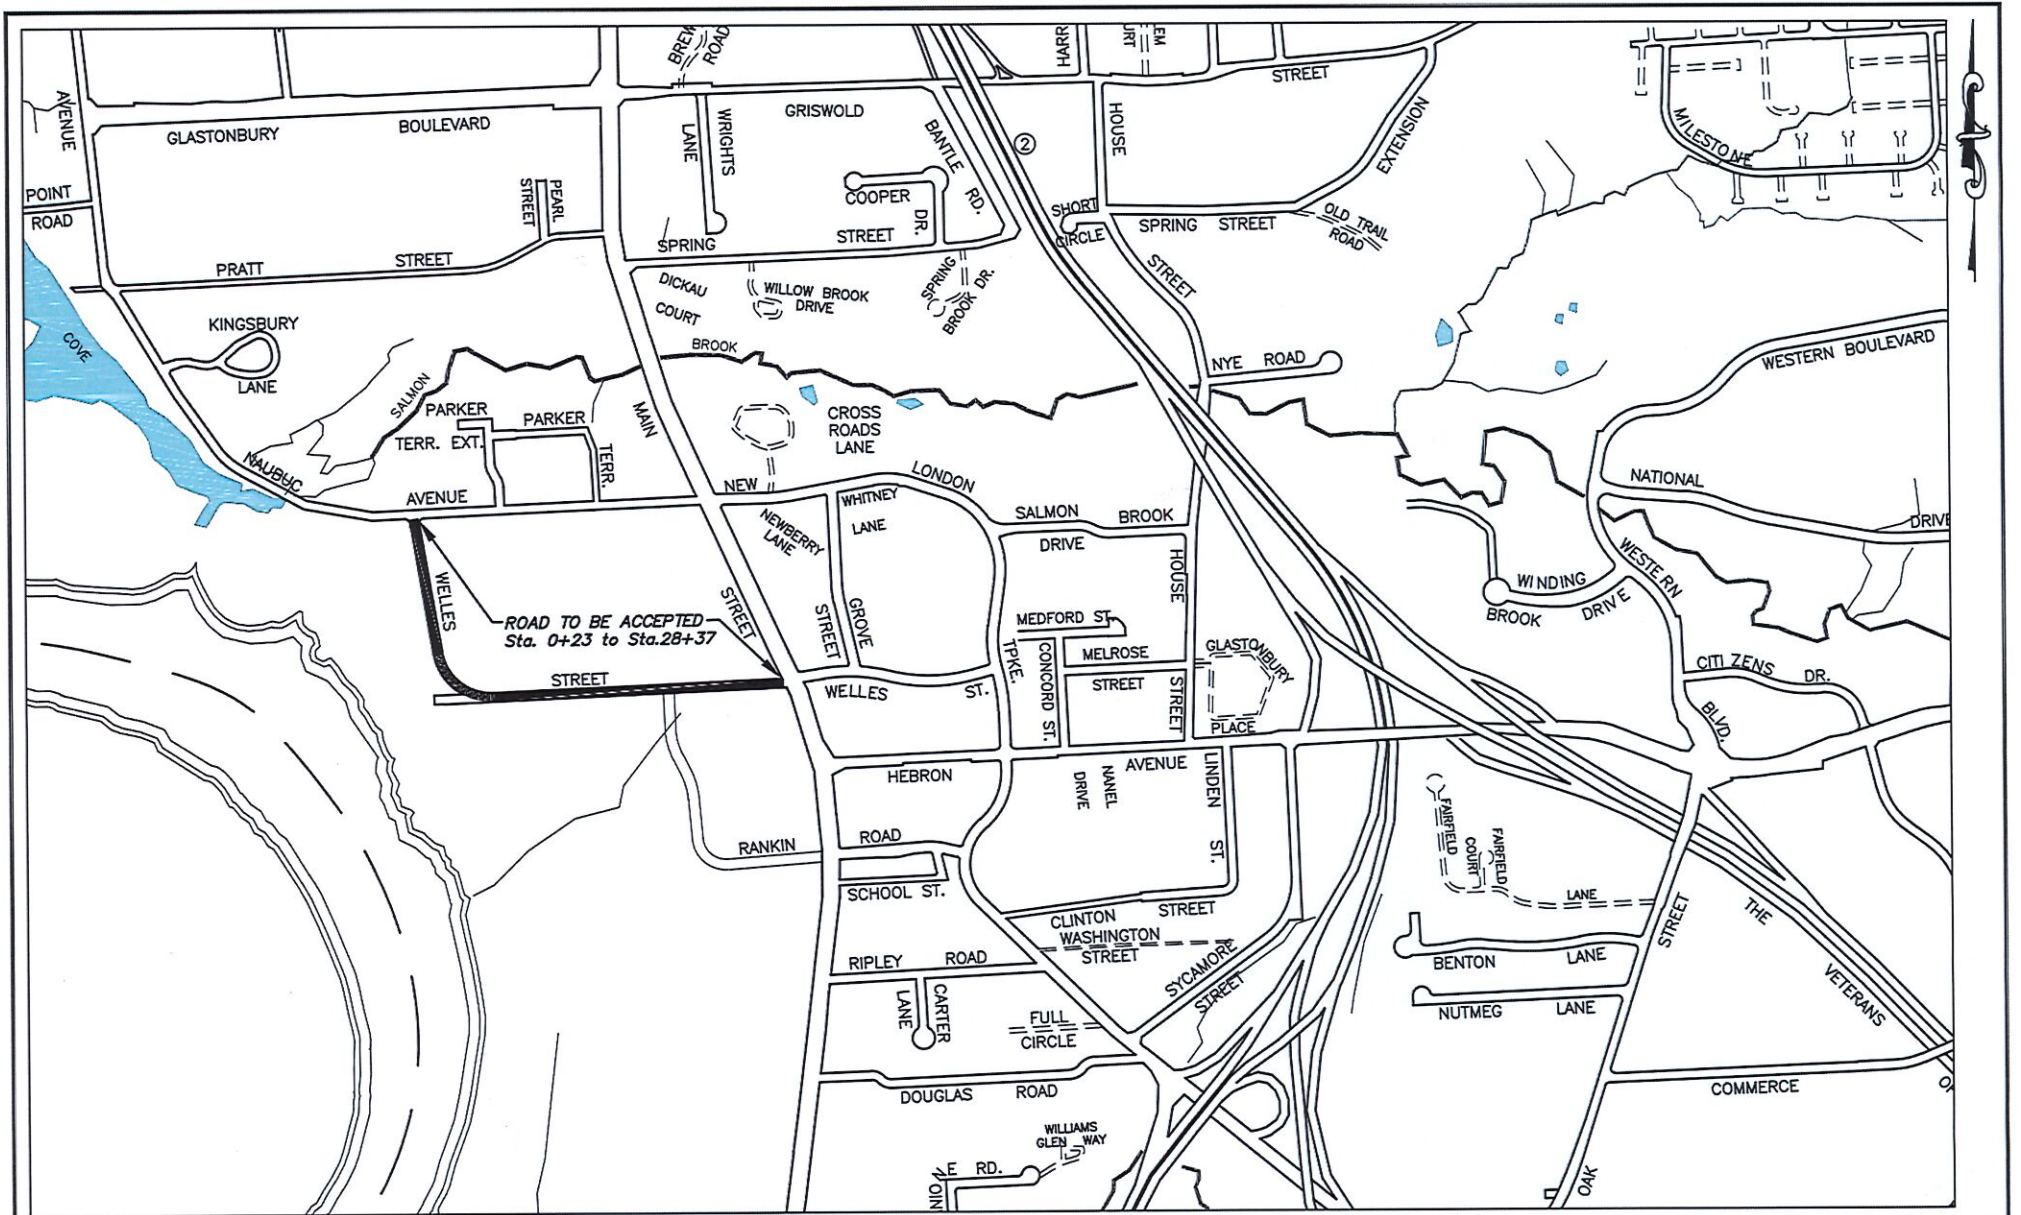 BREW
ROAD
HARR
LEM
URT
STREET
AVENUE
GLASTONBURY
BOULEVARD
LANE
WRIGHTS
GRISWOLD
BANTLE
RD.
②
HOUSE
EXTENSION
MILESTONE
POINT
ROAD
PEARL
STREET
COOPER
DR.
SHORT
CIRCLE
SPRING STREET
OLD TRAIL
ROAD
SPRING
STREET
PRATT
STREET
DICKAU
COURT
WILLOW BROOK
DRIVE
SPRING
BROOK DR.
STREET
COVE
KINGSBURY
LANE
BROOK
SALMON
NYE ROAD
WESTERN BOULEVARD
PARKER
TERR. EXT.
PARKER
TERR.
MAIN
CROSS
ROADS
LANE
NAUBUC
AVENUE
NEW
LONDON
WHITNEY
LANE
NEWBERRY
LANE
SALMON
BROOK
DRIVE
NATIONAL
DRIVE
WELLES
ROAD TO BE ACCEPTED
Sta. 0+23 to Sta.28+37
STREET
STREET
GROVE
HOUSE
WINDING
BROOK
DRIVE
WESTERN
MEDFORD ST.
TPKE.
CONCORD ST.
MELROSE
STREET
STREET
GLASTONBURY
PLACE
CITIZENS
DR.
BLVD.
STREET
WELLES
ST.
HEBRON
AVENUE
NANEL
DRIVE
LINDEN
ST.
RANKIN
ROAD
SCHOOL ST.
CLINTON
STREET
WASHINGTON
STREET
SYCAMORE
STREET
FAIRFIELD
COURT
FAIRFIELD
LANE
STREET
THE
VETERANS
RIPLEY
ROAD
LANE
CARTER
FULL
CIRCLE
BENTON
LANE
NUTMEG
LANE
DOUGLAS
ROAD
COMMERCE
WILLIAMS
GLEN WAY
NE RD.
OIN
OAK